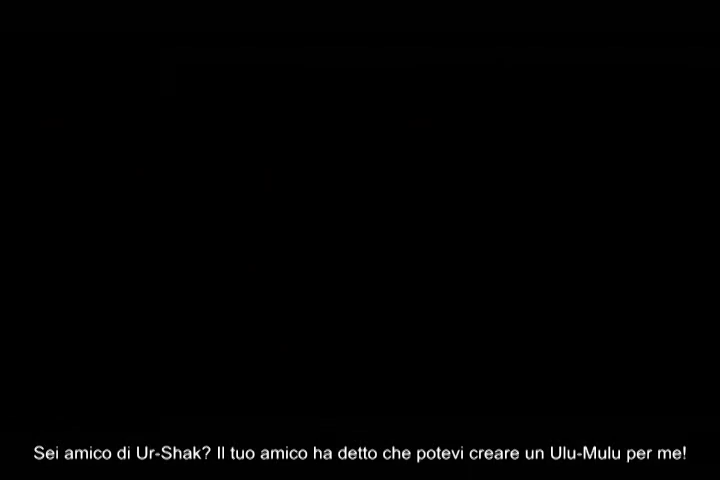 Sei amico di Ur-Shak? Il tuo amico ha detto che potevi creare un Ulu-Mulu per me!